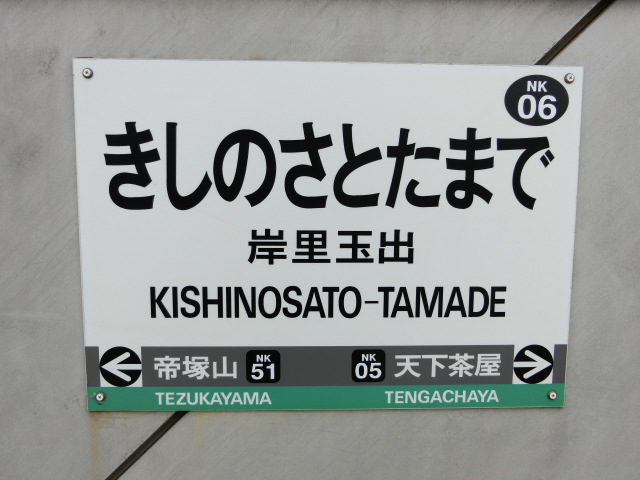 NK
06
きしのさとたまで
岸里玉出
KISHINOSATO-TAMADE
帝塚山 NK 51 NK 05 天下茶屋
TEZUKAYAMA TENGACHAYA